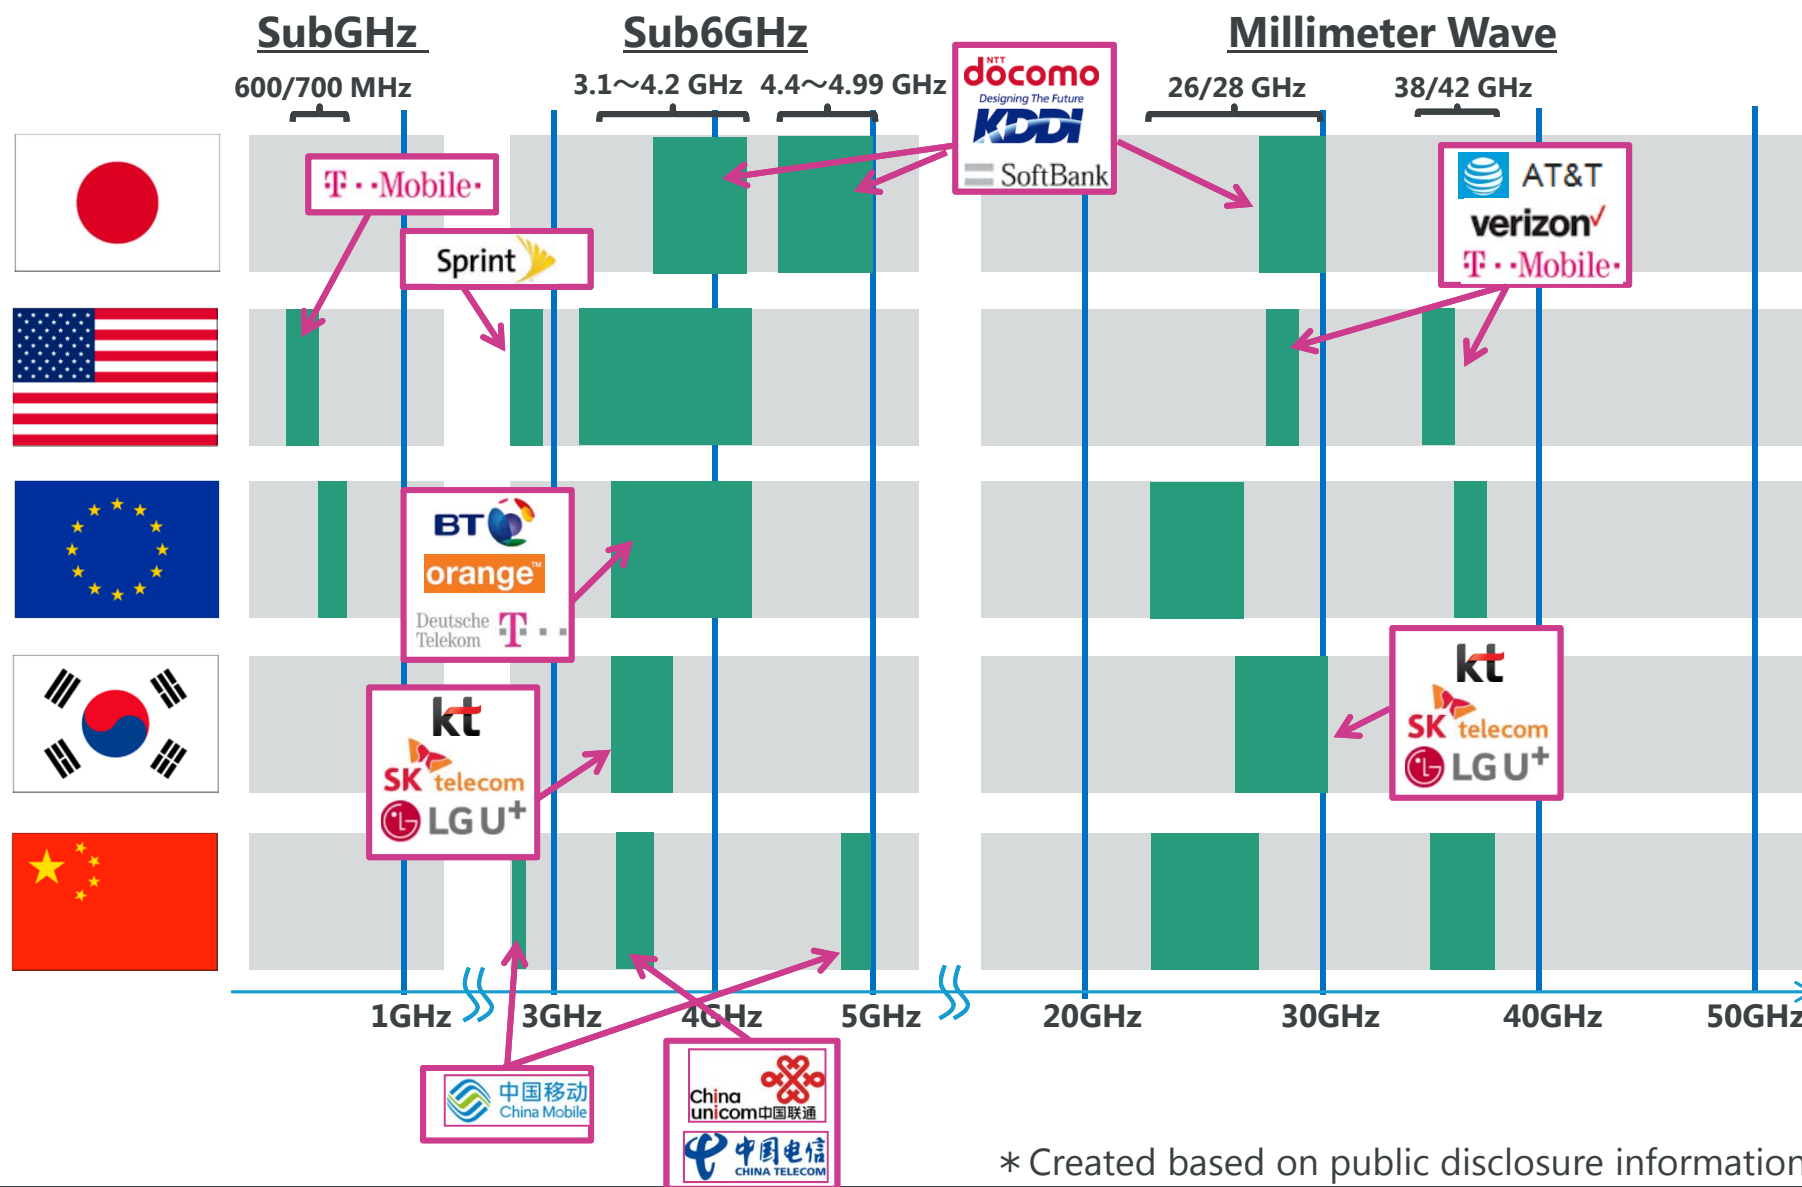 SubGHz
Sub6GHz
Millimeter Wave
600/700 MHz
3.1～4.2 GHz
4.4～4.99 GHz
26/28 GHz
38/42 GHz
NTT
döcomo
Designing The Future
KDDI
SoftBank
T··Mobile·
Sprint
AT&T
verizon✓
T··Mobile·
BT
orange™
Deutsche
Telekom
T···
kt
SK telecom
LG U+
kt
SK telecom
LG U+
1GHz
3GHz
4GHz
5GHz
20GHz
30GHz
40GHz
50GHz
中国移动
China Mobile
China
unicom中国联通
中国电信
CHINA TELECOM
＊Created based on public disclosure information